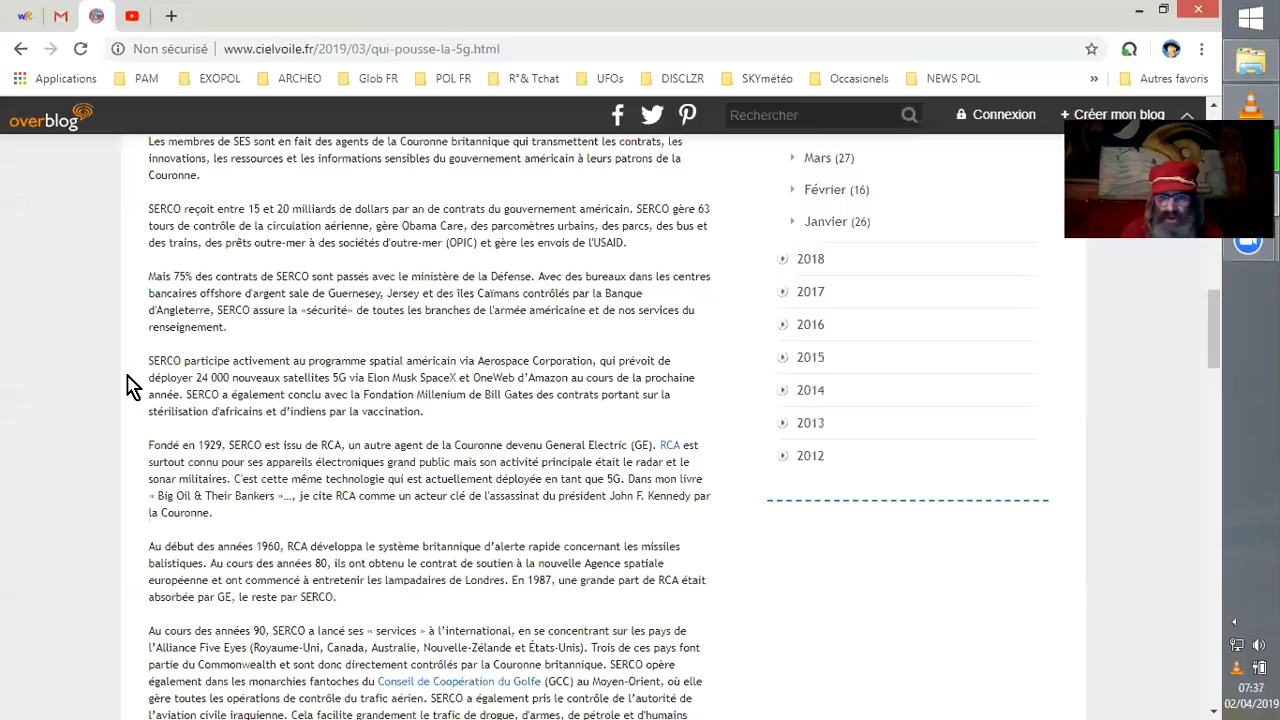 Non sécurisé www.cielvoile.fr/2019/03/qui-pousse-la-5g.html
Applications PAM EXOPOL ARCHEO Glob FR POL FR R°& Tchat UFOs DISCLZR SKYmétéo Occasionels NEWS POL » Autres favoris
overblog Rechercher Connexion + Créer mon blog
Les membres de SES sont en fait des agents de la Couronne britannique qui transmettent les contrats, les
innovations, les ressources et les informations sensibles du gouvernement américain à leurs patrons de la
Couronne.
SERCO reçoit entre 15 et 20 milliards de dollars par an de contrats du gouvernement américain. SERCO gère 63
tours de contrôle de la circulation aérienne, gère Obama Care, des parcomètres urbains, des parcs, des bus et
des trains, des prêts outre-mer à des sociétés d'outre-mer (OPIC) et gère les envois de l'USAID.
Mais 75% des contrats de SERCO sont passés avec le ministère de la Défense. Avec des bureaux dans les centres
bancaires offshore d'argent sale de Guernesey, Jersey et des îles Caïmans contrôlés par la Banque
d'Angleterre, SERCO assure la «sécurité» de toutes les branches de l'armée américaine et de nos services du
renseignement.
SERCO participe activement au programme spatial américain via Aerospace Corporation, qui prévoit de
déployer 24 000 nouveaux satellites 5G via Elon Musk SpaceX et OneWeb d’Amazon au cours de la prochaine
année. SERCO a également conclu avec la Fondation Millenium de Bill Gates des contrats portant sur la
stérilisation d'africains et d’indiens par la vaccination.
Fondé en 1929, SERCO est issu de RCA, un autre agent de la Couronne devenu General Electric (GE). RCA est
surtout connu pour ses appareils électroniques grand public mais son activité principale était le radar et le
sonar militaires. C'est cette même technologie qui est actuellement déployée en tant que 5G. Dans mon livre
« Big Oil & Their Bankers »…, je cite RCA comme un acteur clé de l'assassinat du président John F. Kennedy par
la Couronne.
Au début des années 1960, RCA développa le système britannique d’alerte rapide concernant les missiles
balistiques. Au cours des années 80, ils ont obtenu le contrat de soutien à la nouvelle Agence spatiale
européenne et ont commencé à entretenir les lampadaires de Londres. En 1987, une grande part de RCA était
absorbée par GE, le reste par SERCO.
Au cours des années 90, SERCO a lancé ses « services » à l’international, en se concentrant sur les pays de
l’Alliance Five Eyes (Royaume-Uni, Canada, Australie, Nouvelle-Zélande et États-Unis). Trois de ces pays font
partie du Commonwealth et sont donc directement contrôlés par la Couronne britannique. SERCO opère
également dans les monarchies fantoches du Conseil de Coopération du Golfe (GCC) au Moyen-Orient, où elle
gère toutes les opérations de contrôle du trafic aérien. SERCO a également pris le contrôle de l’autorité de
l’aviation civile iraquienne. Cela facilite grandement le trafic de drogue, d'armes, de pétrole et d'humains
Mars (27)
Février (16)
Janvier (26)
2018
2017
2016
2015
2014
2013
2012
07:37
02/04/2019